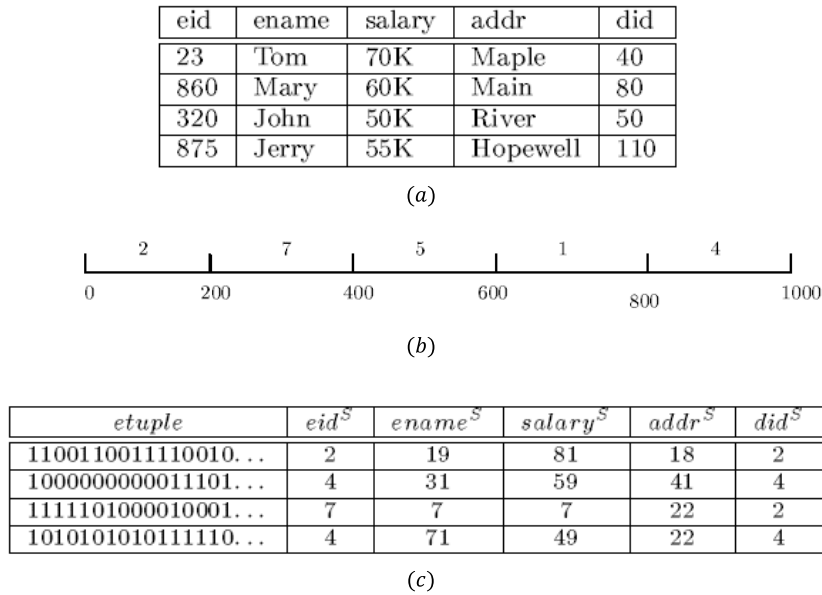 eid ename salary addr did
23 Tom 70K Maple 40
860 Mary 60K Main 80
320 John 50K River 50
875 Jerry 55K Hopewell 110
(a)
2 7 5 1 4
0 200 400 600 800 1000
(b)
etuple eid^S ename^S salary^S addr^S did^S
1100110011110010... 2 19 81 18 2
1000000000011101... 4 31 59 41 4
1111101000010001... 7 7 7 22 2
1010101010111110... 4 71 49 22 4
(c)